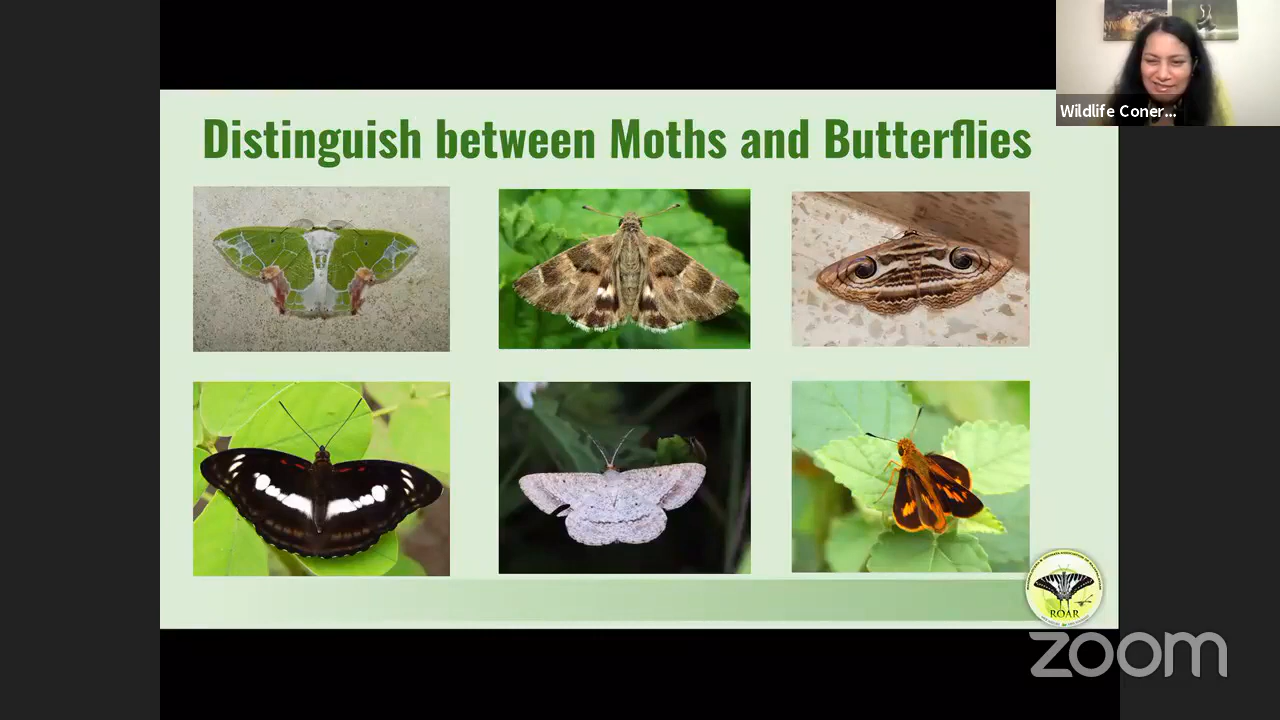 Wildlife Coner...
Distinguish between Moths and Butterflies
ROAR
zoom